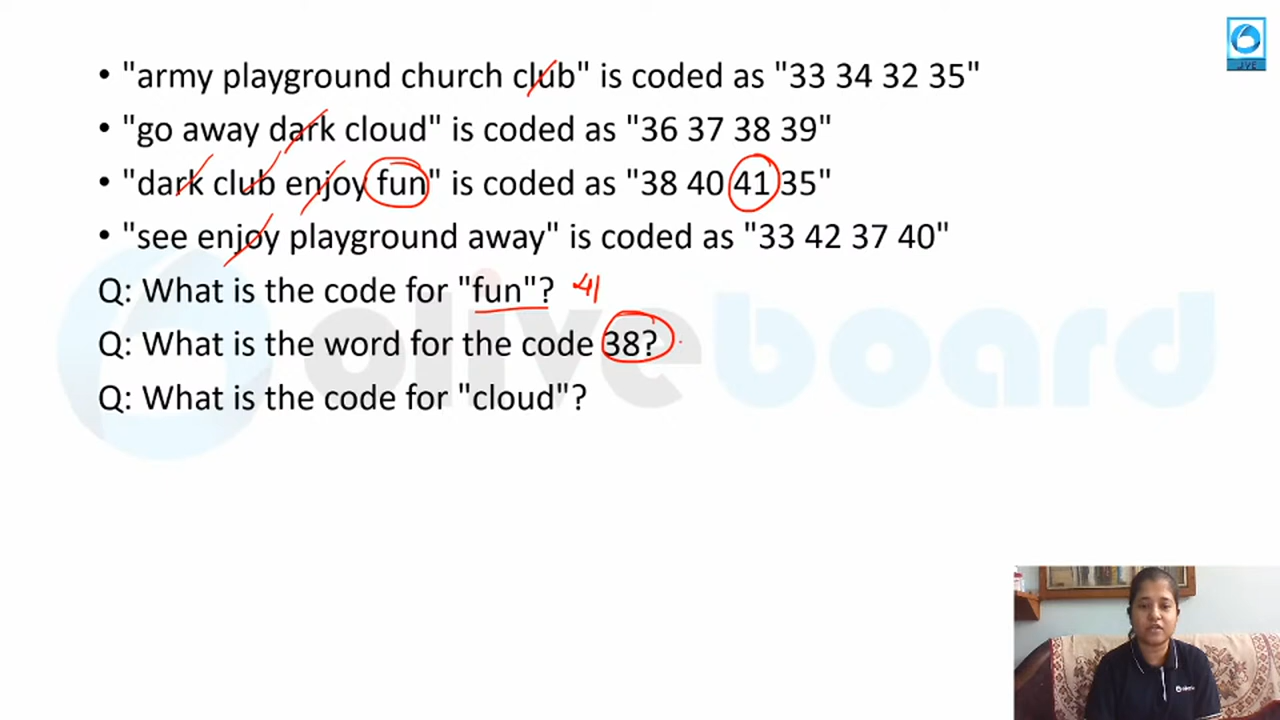 • "army playground church club" is coded as "33 34 32 35"
• "go away dark cloud" is coded as "36 37 38 39"
• "dark club enjoy fun" is coded as "38 40 41 35"
• "see enjoy playground away" is coded as "33 42 37 40"
Q: What is the code for "fun"? 41
Q: What is the word for the code 38?
Q: What is the code for "cloud"?
oliveboard
LIVE